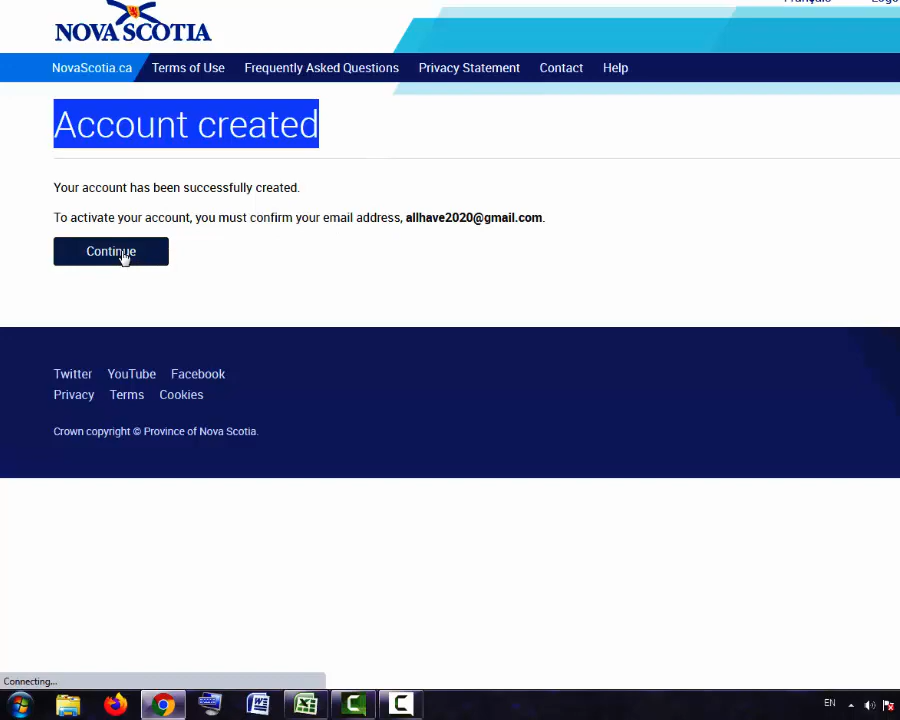 Français Logo
NOVA SCOTIA
NovaScotia.ca Terms of Use Frequently Asked Questions Privacy Statement Contact Help
Account created
Your account has been successfully created.
To activate your account, you must confirm your email address, allhave2020@gmail.com.
Continue
Twitter YouTube Facebook
Privacy Terms Cookies
Crown copyright © Province of Nova Scotia.
Connecting...
EN